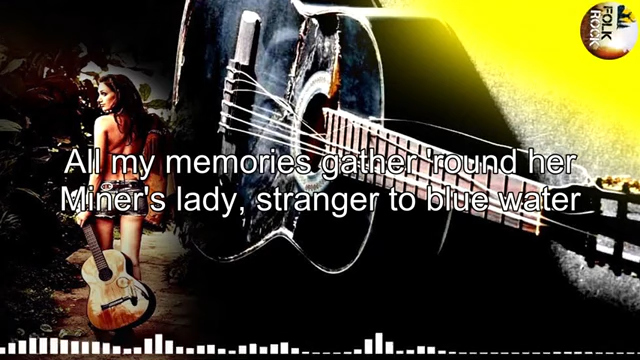 FOLK
ROCK
All my memories gather 'round her
Miner's lady, stranger to blue water